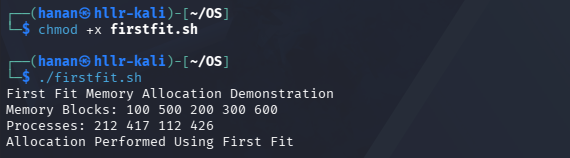 ┌──(hanan㉿hllr-kali)-[~/OS]
└─$ chmod +x firstfit.sh
┌──(hanan㉿hllr-kali)-[~/OS]
└─$ ./firstfit.sh
First Fit Memory Allocation Demonstration
Memory Blocks: 100 500 200 300 600
Processes: 212 417 112 426
Allocation Performed Using First Fit